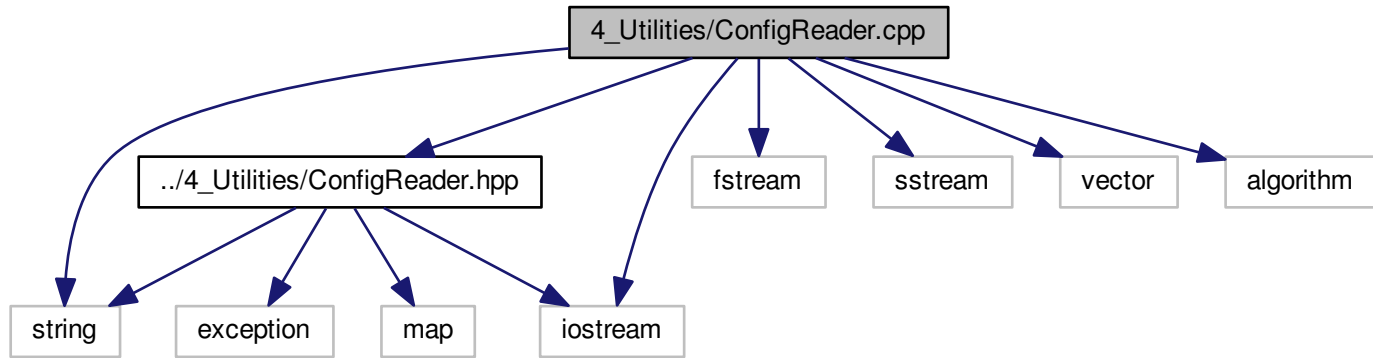 4_Utilities/ConfigReader.cpp
../4_Utilities/ConfigReader.hpp
fstream
sstream
vector
algorithm
string
exception
map
iostream